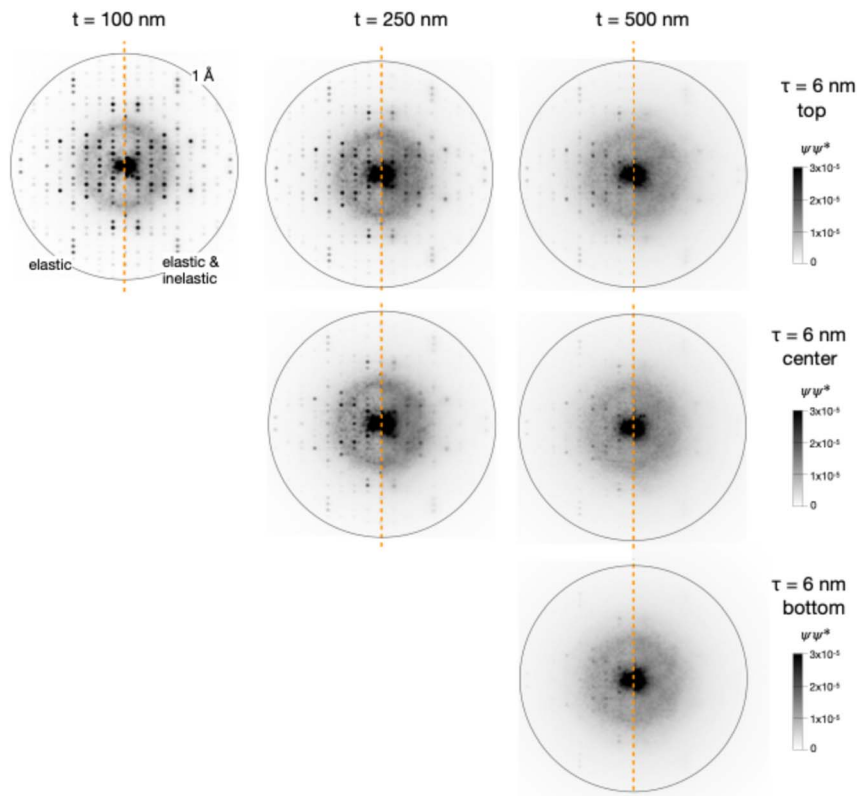 t = 100 nm
t = 250 nm
t = 500 nm
1 Å
elastic
elastic &
inelastic
τ = 6 nm
top
ψψ*
3x10⁻⁵
2x10⁻⁵
1x10⁻⁵
0
τ = 6 nm
center
ψψ*
3x10⁻⁵
2x10⁻⁵
1x10⁻⁵
0
τ = 6 nm
bottom
ψψ*
3x10⁻⁵
2x10⁻⁵
1x10⁻⁵
0